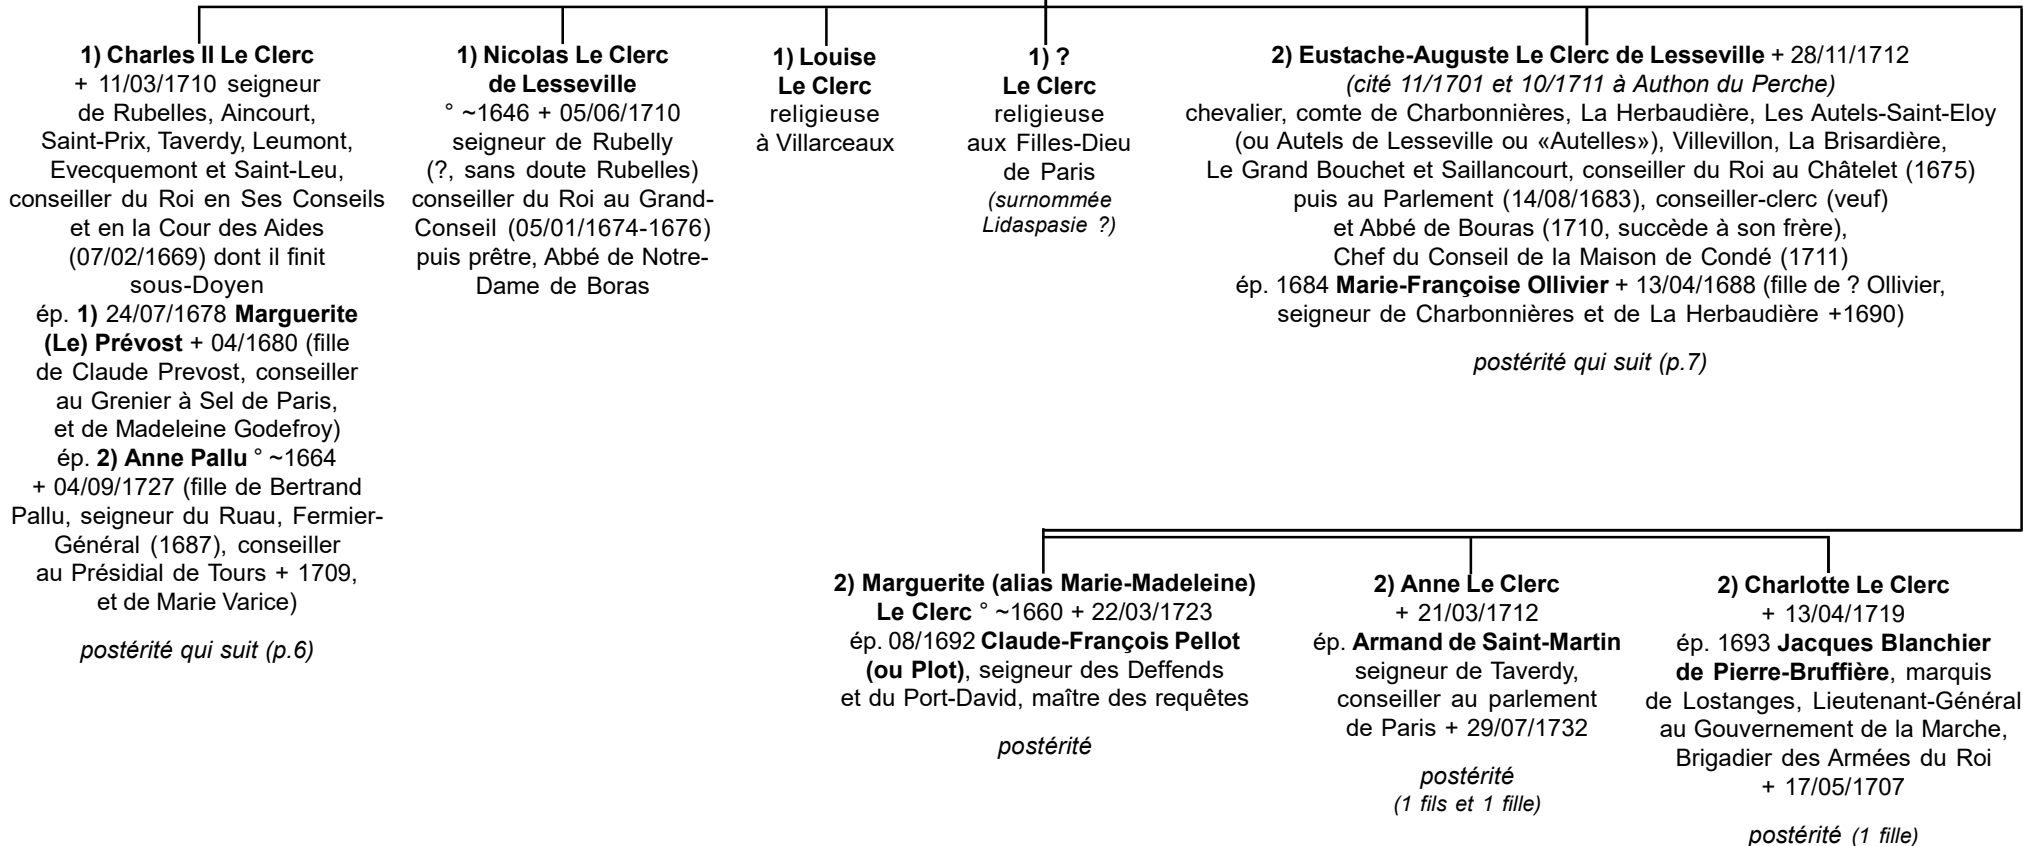 1) Charles II Le Clerc
+ 11/03/1710 seigneur
de Rubelles, Aincourt,
Saint-Prix, Taverdy, Leumont,
Evecquemont et Saint-Leu,
conseiller du Roi en Ses Conseils
et en la Cour des Aides
(07/02/1669) dont il finit
sous-Doyen
ép. 1) 24/07/1678 Marguerite
(Le) Prévost + 04/1680 (fille
de Claude Prevost, conseiller
au Grenier à Sel de Paris,
et de Madeleine Godefroy)
ép. 2) Anne Pallu ° ~1664
+ 04/09/1727 (fille de Bertrand
Pallu, seigneur du Ruau, Fermier-
Général (1687), conseiller
au Présidial de Tours + 1709,
et de Marie Varice)
postérité qui suit (p.6)
1) Nicolas Le Clerc
de Lesseville
° ~1646 + 05/06/1710
seigneur de Rubelly
(?, sans doute Rubelles)
conseiller du Roi au Grand-
Conseil (05/01/1674-1676)
puis prêtre, Abbé de Notre-
Dame de Boras
1) Louise
Le Clerc
religieuse
à Villarceaux
1) ?
Le Clerc
religieuse
aux Filles-Dieu
de Paris
(surnommée
Lidaspasie ?)
2) Eustache-Auguste Le Clerc de Lesseville + 28/11/1712
(cité 11/1701 et 10/1711 à Authon du Perche)
chevalier, comte de Charbonnières, La Herbaudière, Les Autels-Saint-Eloy
(ou Autels de Lesseville ou «Autelles»), Villevillon, La Brisardière,
Le Grand Bouchet et Saillancourt, conseiller du Roi au Châtelet (1675)
puis au Parlement (14/08/1683), conseiller-clerc (veuf)
et Abbé de Bouras (1710, succède à son frère),
Chef du Conseil de la Maison de Condé (1711)
ép. 1684 Marie-Françoise Ollivier + 13/04/1688 (fille de ? Ollivier,
seigneur de Charbonnières et de La Herbaudière +1690)
postérité qui suit (p.7)
2) Marguerite (alias Marie-Madeleine)
Le Clerc ° ~1660 + 22/03/1723
ép. 08/1692 Claude-François Pellot
(ou Plot), seigneur des Deffends
et du Port-David, maître des requêtes
postérité
2) Anne Le Clerc
+ 21/03/1712
ép. Armand de Saint-Martin
seigneur de Taverdy,
conseiller au parlement
de Paris + 29/07/1732
postérité
(1 fils et 1 fille)
2) Charlotte Le Clerc
+ 13/04/1719
ép. 1693 Jacques Blanchier
de Pierre-Bruffière, marquis
de Lostanges, Lieutenant-Général
au Gouvernement de la Marche,
Brigadier des Armées du Roi
+ 17/05/1707
postérité (1 fille)